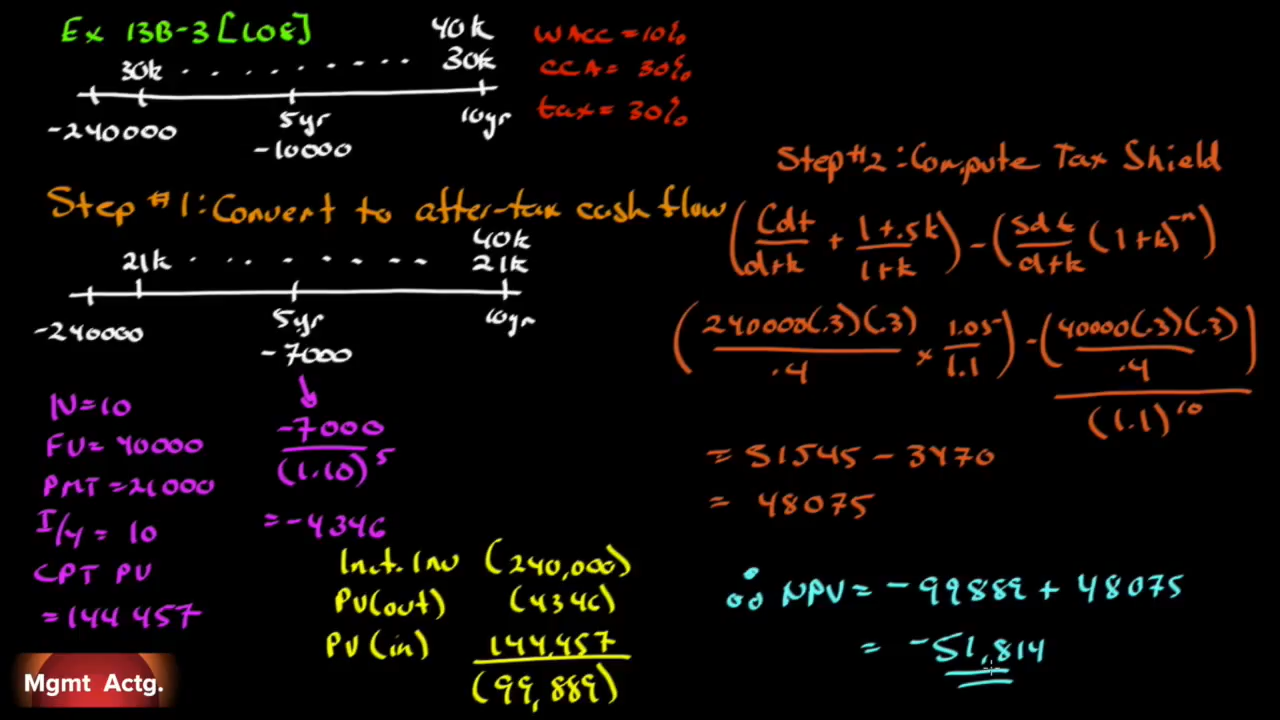 Ex 13B-3 [LO8]
40k
30k . . . . . . . . . 30k
-240000 5yr 10yr
-10000
WACC = 10%
CCA = 30%
tax = 30%
Step #1: Convert to after-tax cash flow
40k
21k . . . . . . . . 21k
-240000 5yr 10yr
-7000
N = 10
FV = 40000
PMT = 21000
I/Y = 10
CPT PV
= 144 457
-7000
(1.10)^5
= -4346
Init. Inv (240,000)
PV(out) (4346)
PV(in) 144,457
(99,889)
Step #2: Compute Tax Shield
(Cdt/d+k + 1+.5k/1+k) - (Sdt/d+k (1+k)^-n)
(240000(.3)(.3)/.4 × 1.05/1.1) - (40000(.3)(.3)/.4)
(1.1)^10
= 51545 - 3470
= 48075
∴ NPV = -99889 + 48075
= -51,814
Mgmt Actg.